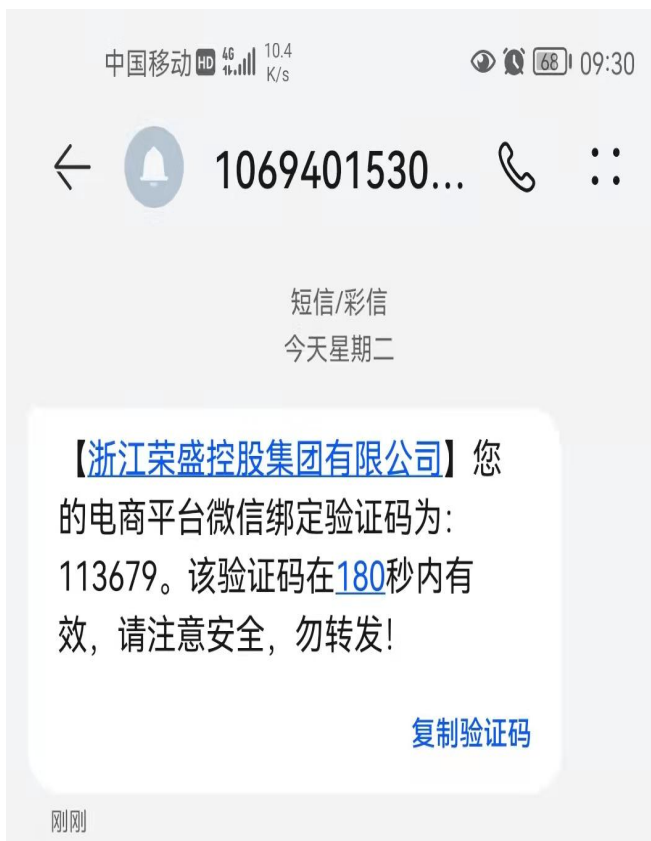 中国移动 HD 4G 10.4 K/s 68 09:30
1069401530...
短信/彩信
今天星期二
【浙江荣盛控股集团有限公司】您
的电商平台微信绑定验证码为：
113679。该验证码在180秒内有
效，请注意安全，勿转发！
复制验证码
刚刚